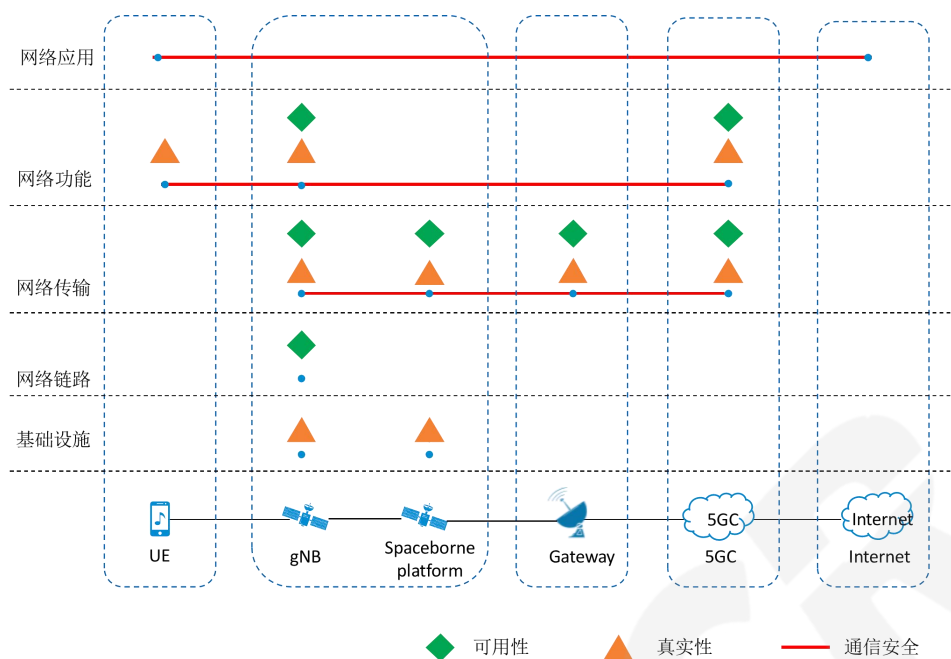 网络应用
网络功能
网络传输
网络链路
基础设施
5GC
Internet
UE
gNB
Spaceborne
platform
Gateway
5GC
Internet
可用性
真实性
通信安全